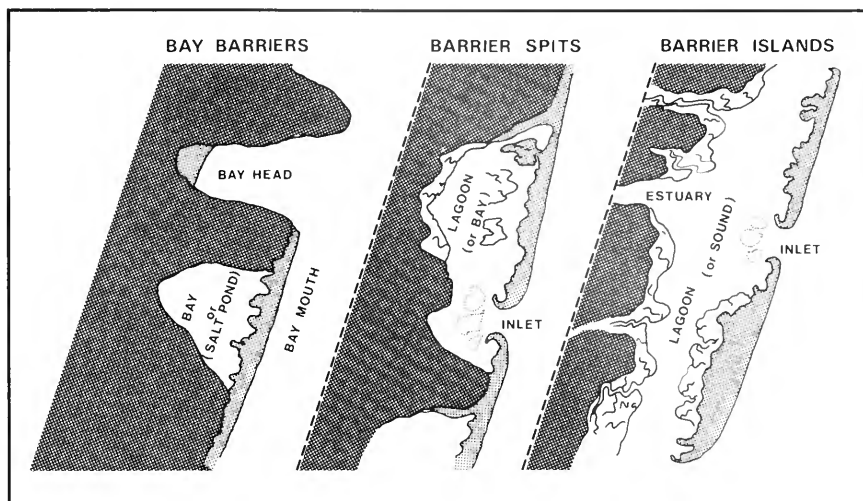 BAY BARRIERS
BARRIER SPITS
BARRIER ISLANDS
BAY HEAD
BAY
or
(SALT POND)
BAY MOUTH
LAGOON
(or BAY)
INLET
ESTUARY
LAGOON (or SOUND)
INLET